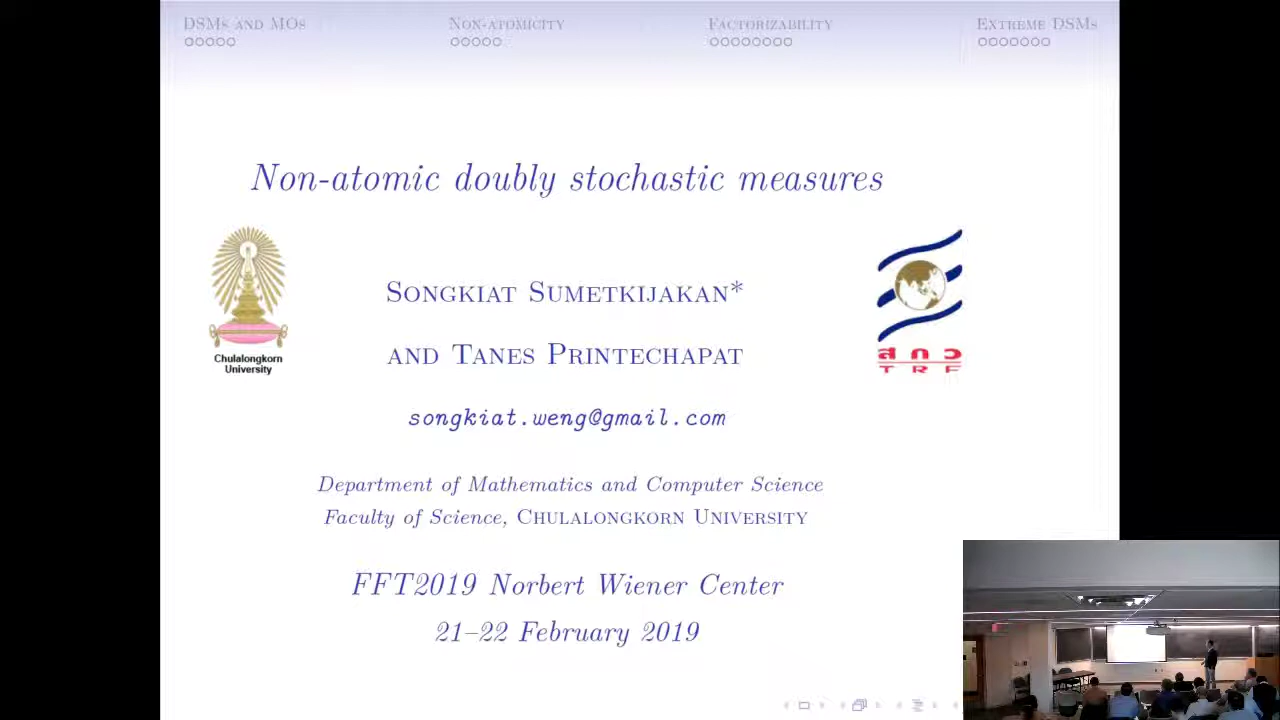 DSMs and MOs
Non-atomicity
Factorizability
Extreme DSMs
Non-atomic doubly stochastic measures
Songkiat Sumetkijakan*
and Tanes Printechapat
Chulalongkorn
University
สกว
TRF
songkiat.weng@gmail.com
Department of Mathematics and Computer Science
Faculty of Science, Chulalongkorn University
FFT2019 Norbert Wiener Center
21–22 February 2019